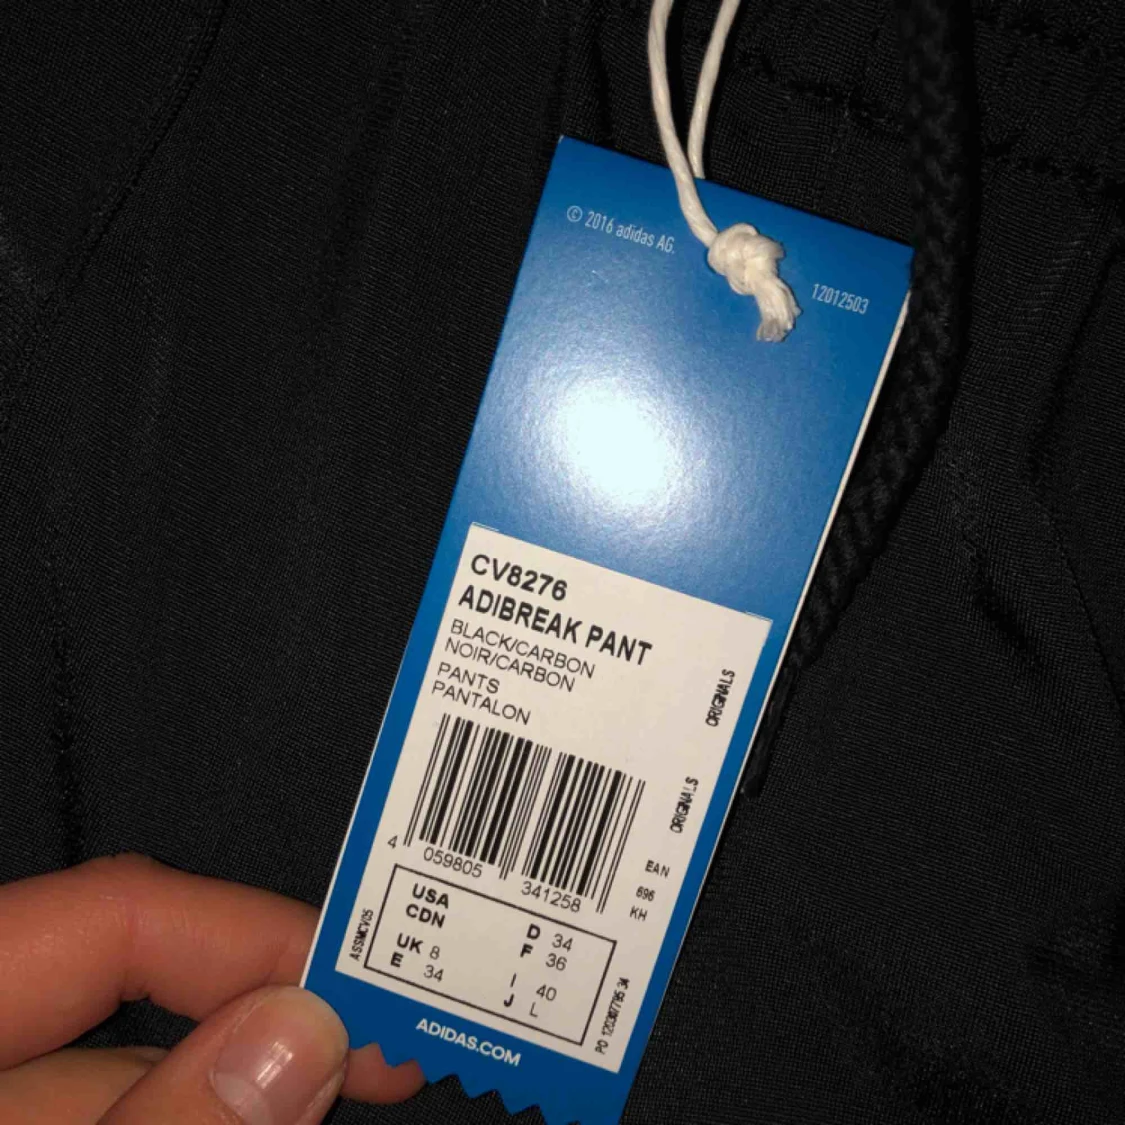 © 2016 adidas AG.
12012503
CV8276
ADIBREAK PANT
BLACK/CARBON
NOIR/CARBON
PANTS
PANTALON
ORIGINALS
ORIGINALS
4 059805 341258
EAN
696
KH
ASSMCV05
USA
CDN
UK 8
E 34
D 34
F 36
I 40
J L
ADIDAS.COM